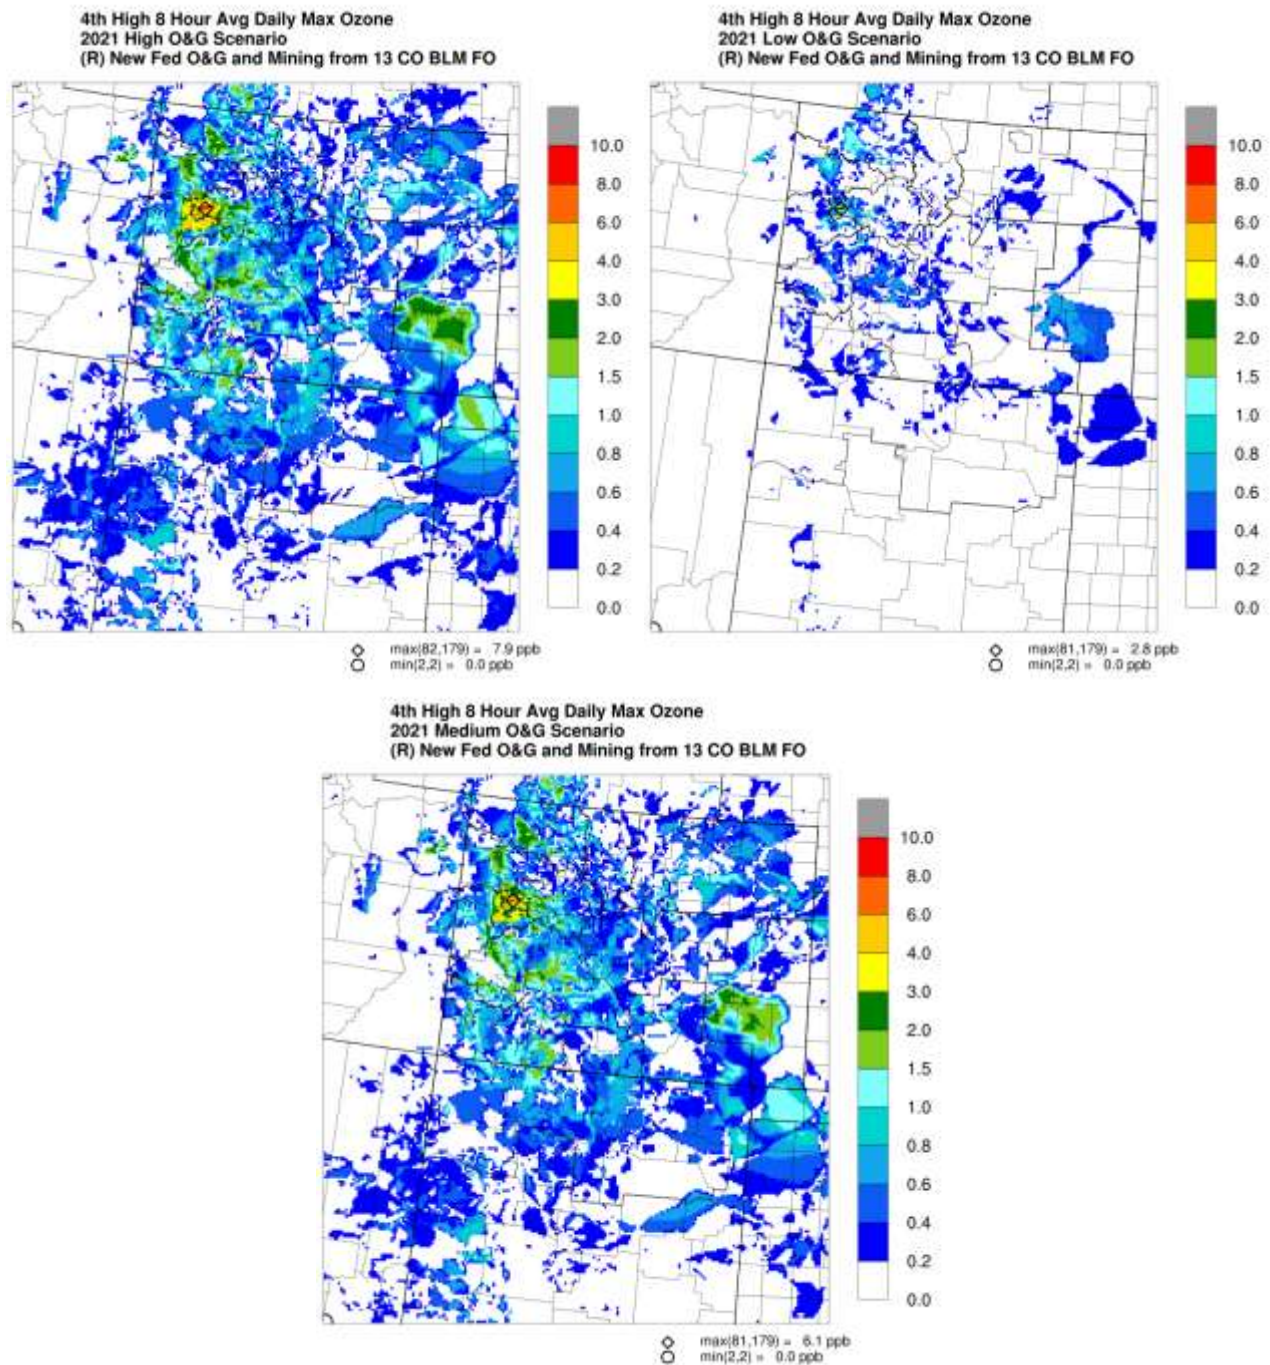 4th High 8 Hour Avg Daily Max Ozone
2021 High O&G Scenario
(R) New Fed O&G and Mining from 13 CO BLM FO
10.0
8.0
6.0
4.0
3.0
2.0
1.5
1.0
0.8
0.6
0.4
0.2
0.0
max(82,179) = 7.9 ppb
min(2,2) = 0.0 ppb
4th High 8 Hour Avg Daily Max Ozone
2021 Low O&G Scenario
(R) New Fed O&G and Mining from 13 CO BLM FO
10.0
8.0
6.0
4.0
3.0
2.0
1.5
1.0
0.8
0.6
0.4
0.2
0.0
max(81,179) = 2.8 ppb
min(2,2) = 0.0 ppb
4th High 8 Hour Avg Daily Max Ozone
2021 Medium O&G Scenario
(R) New Fed O&G and Mining from 13 CO BLM FO
10.0
8.0
6.0
4.0
3.0
2.0
1.5
1.0
0.8
0.6
0.4
0.2
0.0
max(81,179) = 6.1 ppb
min(2,2) = 0.0 ppb